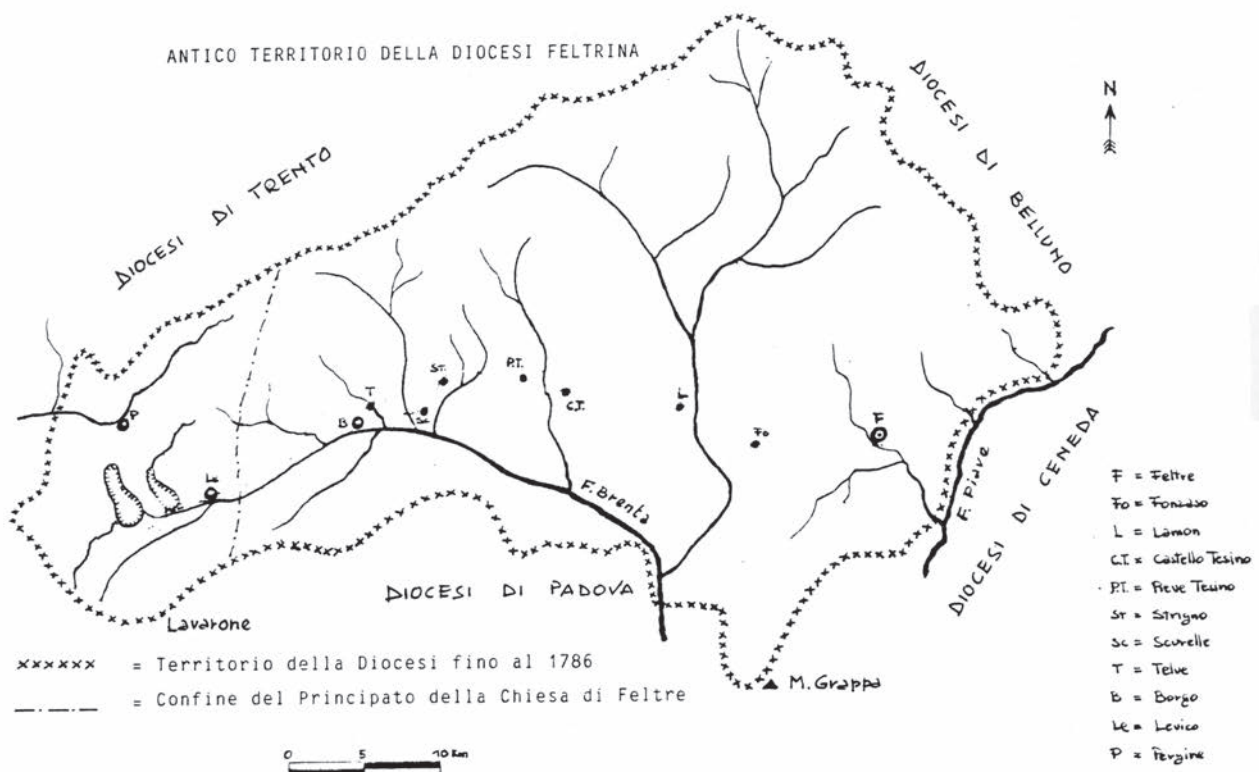 ANTICO TERRITORIO DELLA DIOCESI FELTRINA
N
DIOCESI DI TRENTO
DIOCESI DI BELLUNO
P
Le
B
T
Sc
ST.
P.T.
C.T.
L
Fo
F
F. Brenta
F. Piave
DIOCESI DI CENEDA
DIOCESI DI PADOVA
Lavarone
M. Grappa
xxxxxx = Territorio della Diocesi fino al 1786
= Confine del Principato della Chiesa di Feltre
0 5 10 Km
F = Feltre
Fo = Fonzaso
L = Lamon
C.T. = Castello Tesino
P.T. = Pieve Tesino
ST = Strigno
Sc = Scurelle
T = Telve
B = Borgo
Le = Levico
P = Pergine